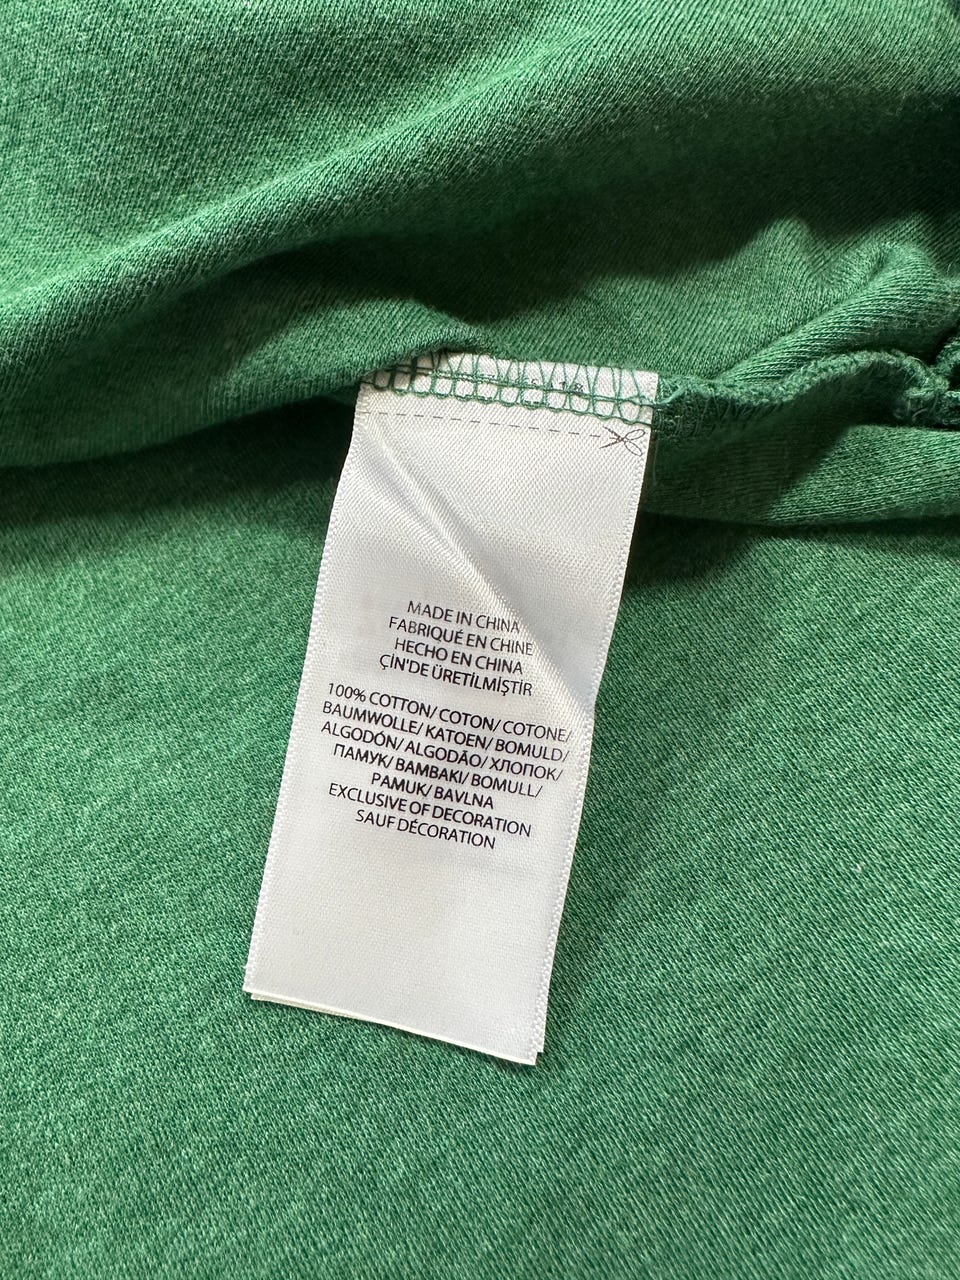 MADE IN CHINA
FABRIQUÉ EN CHINE
HECHO EN CHINA
ÇİN'DE ÜRETİLMİŞTİR
100% COTTON/ COTON/ COTONE/
BAUMWOLLE/ KATOEN/ BOMULD/
ALGODÓN/ ALGODÃO/ ХЛОПОК/
ПАМУК/ BAMBAKI/ BOMULL/
PAMUK/ BAVLNA
EXCLUSIVE OF DECORATION
SAUF DÉCORATION